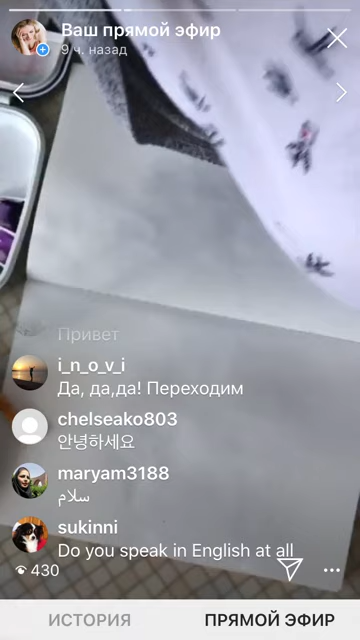 Ваш прямой эфир
9 ч. назад
Привет
i_n_o_v_i
Да, да,да! Переходим
chelseako803
안녕하세요
maryam3188
سلام
sukinni
Do you speak in English at all
430
ИСТОРИЯ
ПРЯМОЙ ЭФИР